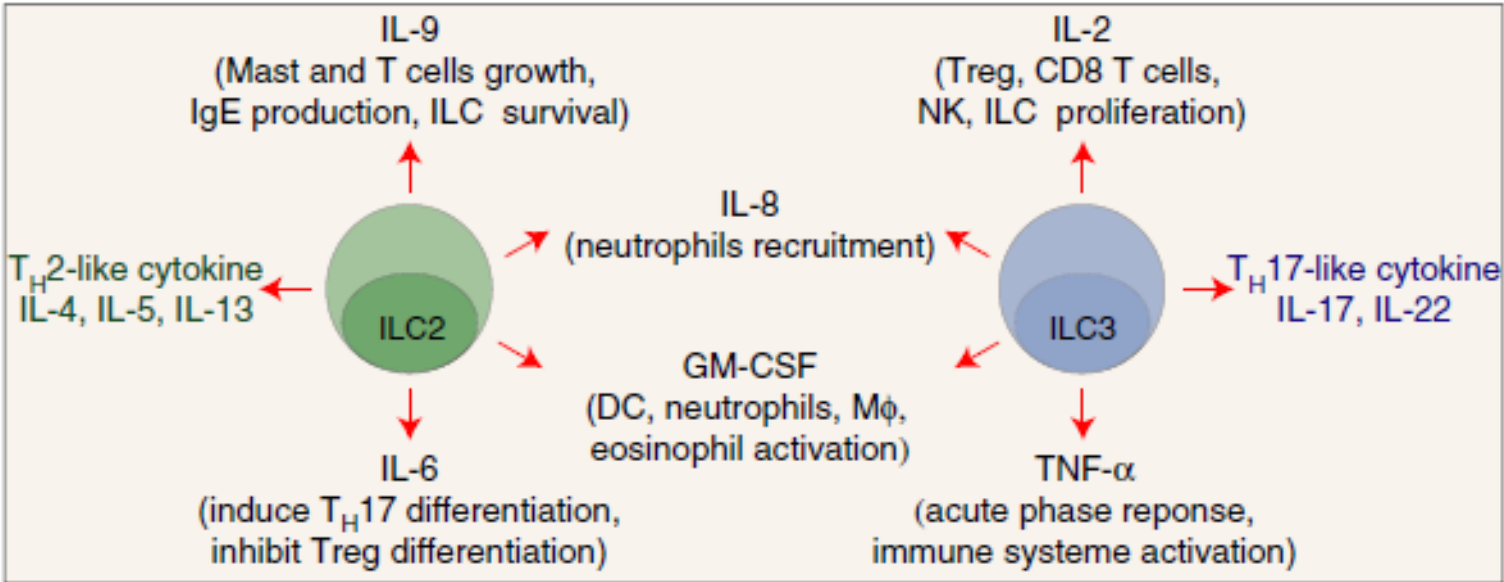 IL-9
(Mast and T cells growth,
IgE production, ILC survival)
IL-2
(Treg, CD8 T cells,
NK, ILC proliferation)
IL-8
(neutrophils recruitment)
TH2-like cytokine
IL-4, IL-5, IL-13
ILC2
ILC3
TH17-like cytokine
IL-17, IL-22
GM-CSF
(DC, neutrophils, Mϕ,
eosinophil activation)
IL-6
(induce TH17 differentiation,
inhibit Treg differentiation)
TNF-α
(acute phase reponse,
immune systeme activation)